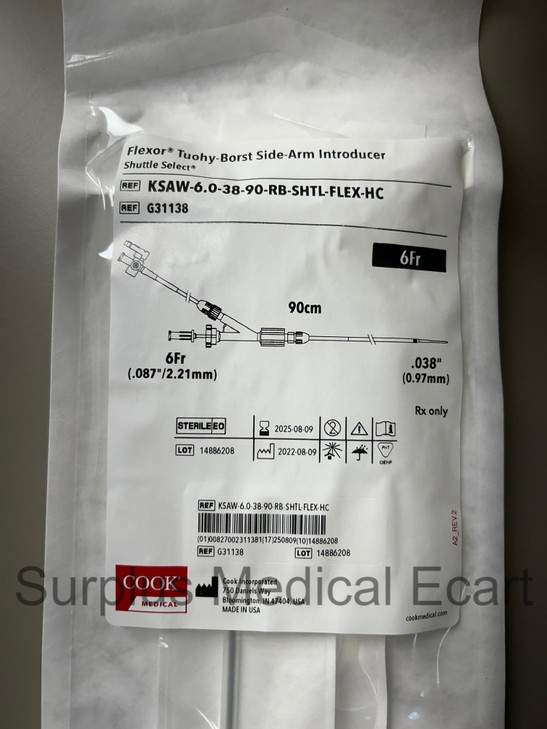 Flexor® Tuohy-Borst Side-Arm Introducer
Shuttle Select®
REF KSAW-6.0-38-90-RB-SHTL-FLEX-HC
REF G31138
6Fr
90cm
6Fr
(.087"/2.21mm)
.038"
(0.97mm)
Rx only
STERILE EO 2025-08-09
LOT 14886208 2022-08-09
PHT
DEHP
REF KSAW-6.0-38-90-RB-SHTL-FLEX-HC
(01)00827002311381(17)250809(10)14886208
REF G31138 LOT 14886208
A2_REV.2
COOK®
MEDICAL
Cook Incorporated
750 Daniels Way
Bloomington, IN 47404, USA
MADE IN USA
cookmedical.com
Surplus Medical Ecart